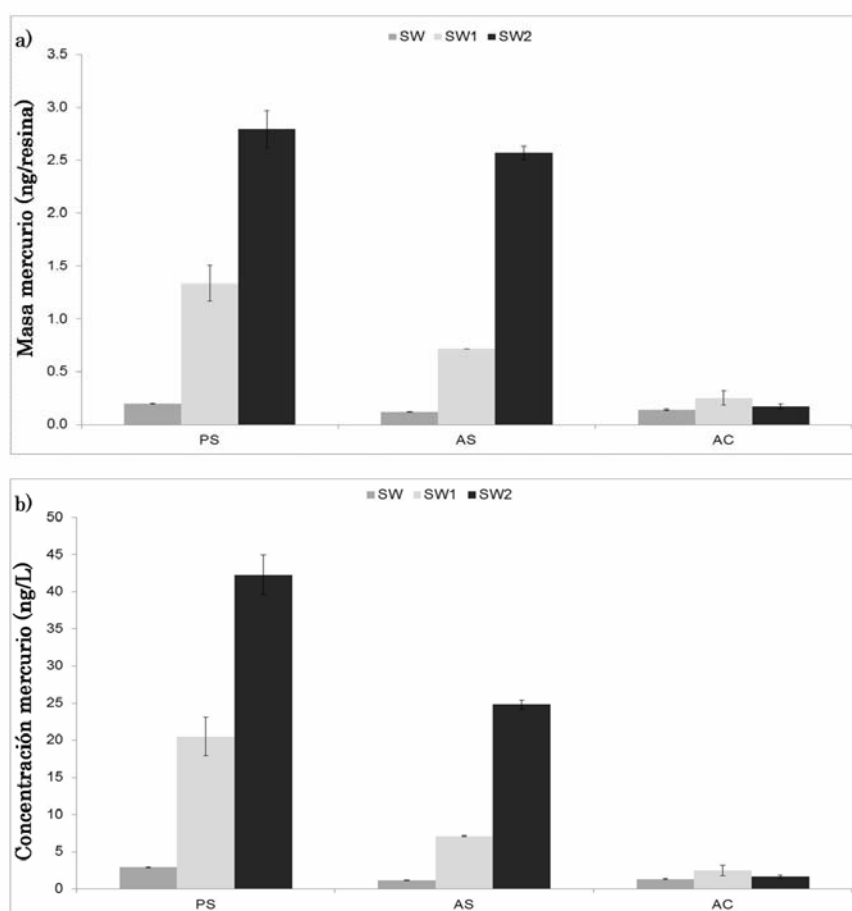 a)
SW SW1 SW2
Masa mercurio (ng/resina)
3.5
3.0
2.5
2.0
1.5
1.0
0.5
0.0
PS AS AC
b)
SW SW1 SW2
Concentración mercurio (ng/L)
50
45
40
35
30
25
20
15
10
5
0
PS AS AC